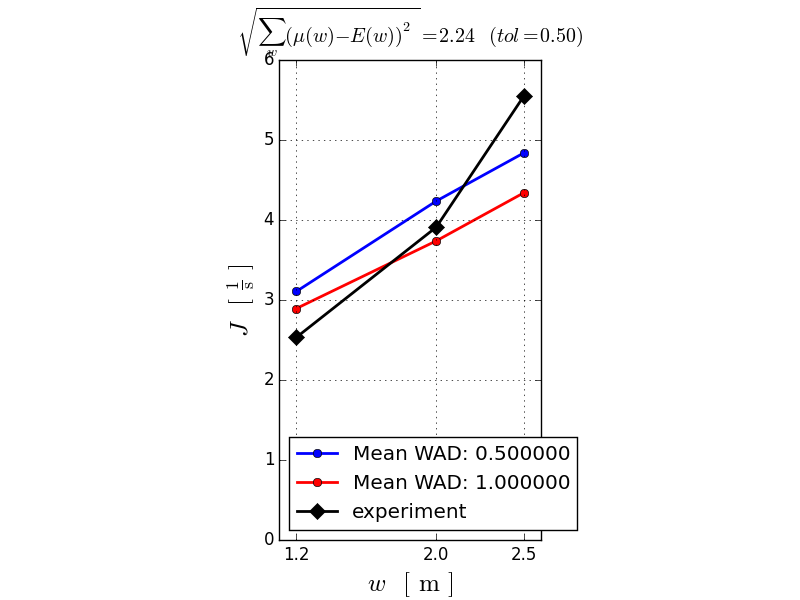 √∑_w(μ(w)−E(w))² =2.24 (tol=0.50)
6
5
4
3
2
1
0
J [ 1/s ]
Mean WAD: 0.500000
Mean WAD: 1.000000
experiment
1.2 2.0 2.5
w [ m ]